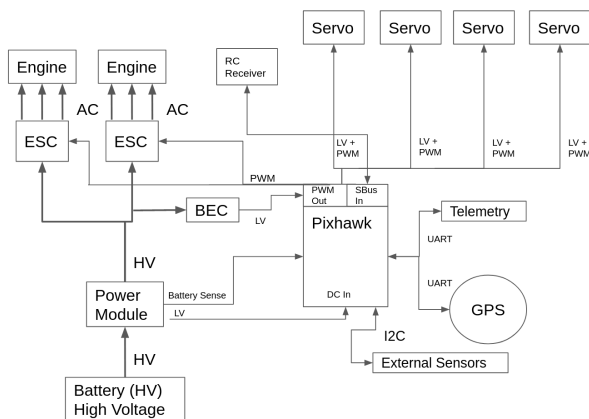 Servo
Servo
Servo
Servo
Engine
Engine
RC
Receiver
AC
AC
ESC
ESC
LV +
PWM
LV +
PWM
LV +
PWM
LV +
PWM
PWM
PWM
Out
SBus
In
BEC
LV
Pixhawk
Telemetry
UART
HV
UART
Battery Sense
Power
Module
LV
DC In
GPS
I2C
HV
External Sensors
Battery (HV)
High Voltage